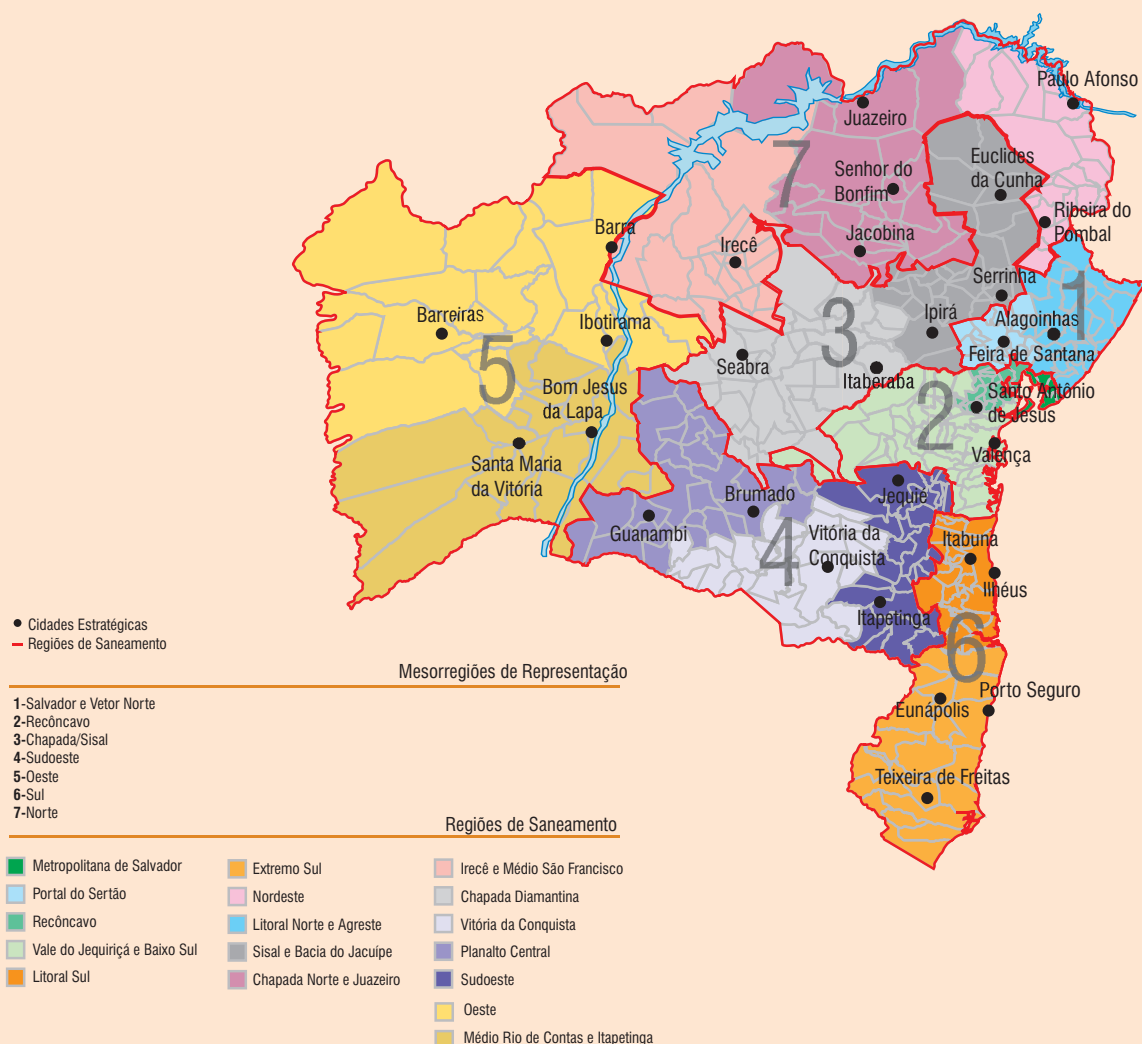 Paulo Afonso
Juazeiro
7
Euclides
da Cunha
Senhor do
Bonfim
Ribeira do
Pombal
Barra
Jacobina
Irecê
Serrinha
1
Barreiras
Ibotirama
3
Ipirá
Alagoinhas
Feira de Santana
5
Seabra
Itaberaba
Bom Jesus
da Lapa
2
Santo Antônio
de Jesus
Valença
Santa Maria
da Vitória
Brumado
Jequie
Guanambi
4
Vitória da
Conquista
Itabuna
Ilhéus
Itapetinga
6
Porto Seguro
Eunápolis
Teixeira de Freitas
Cidades Estratégicas
Regiões de Saneamento
Mesorregiões de Representação
1-Salvador e Vetor Norte
2-Recôncavo
3-Chapada/Sisal
4-Sudoeste
5-Oeste
6-Sul
7-Norte
Regiões de Saneamento
Metropolitana de Salvador
Portal do Sertão
Recôncavo
Vale do Jequiriçá e Baixo Sul
Litoral Sul
Extremo Sul
Nordeste
Litoral Norte e Agreste
Sisal e Bacia do Jacuípe
Chapada Norte e Juazeiro
Irecê e Médio São Francisco
Chapada Diamantina
Vitória da Conquista
Planalto Central
Sudoeste
Oeste
Médio Rio de Contas e Itapetinga